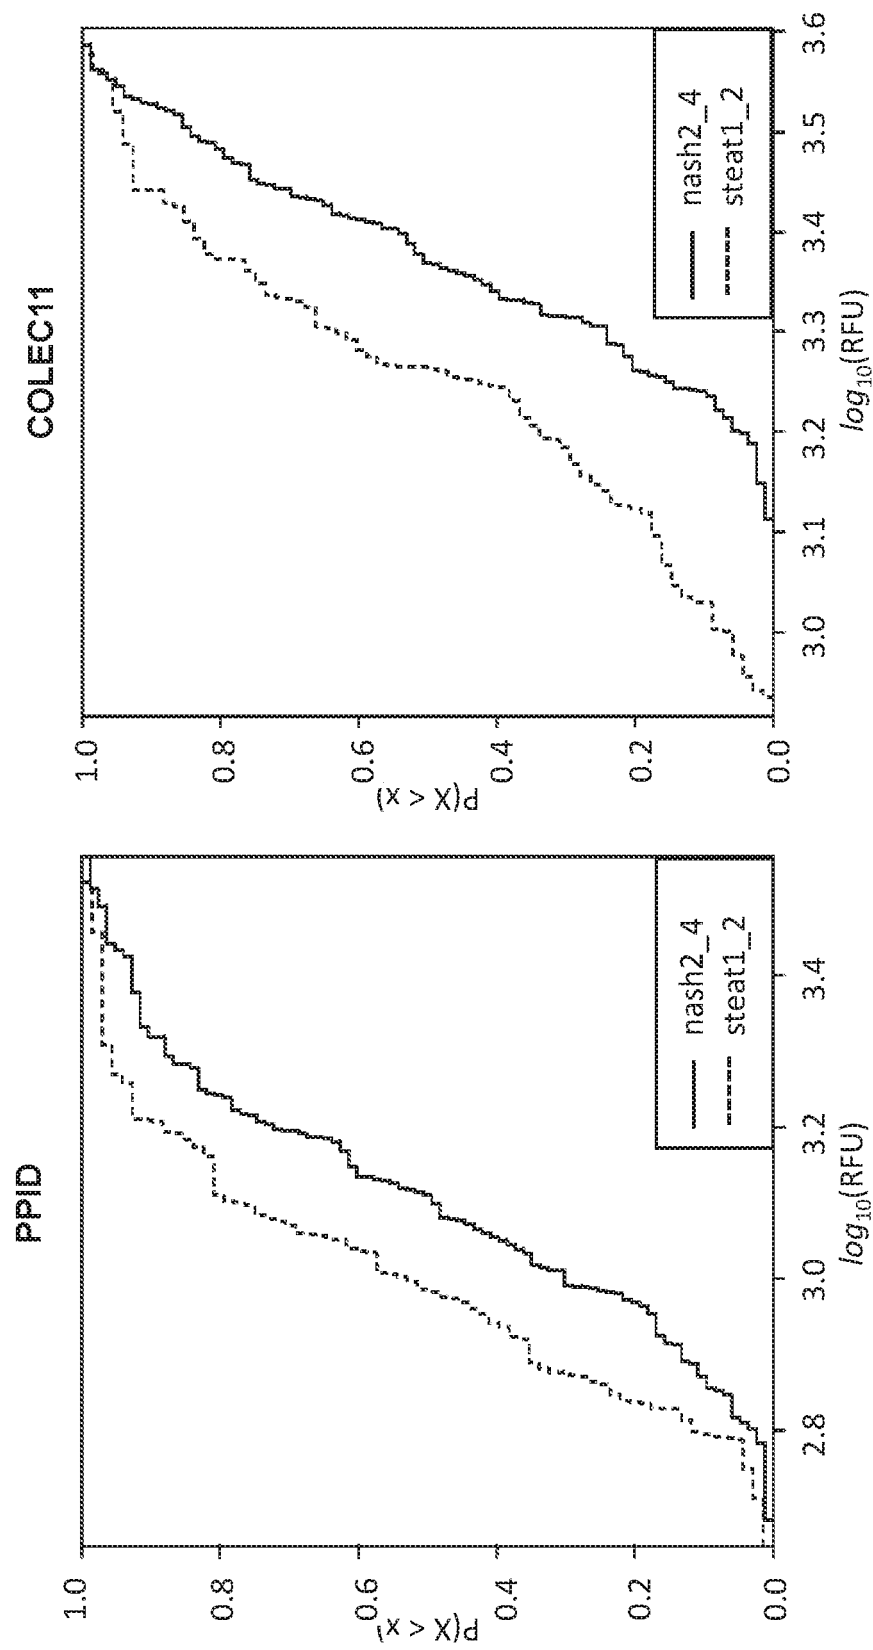 PPID
P(X < x)
1.0
0.8
0.6
0.4
0.2
0.0
2.8
3.0
3.2
3.4
log10(RFU)
nash2_4
steat1_2
COLEC11
P(X < x)
1.0
0.8
0.6
0.4
0.2
0.0
3.0
3.1
3.2
3.3
3.4
3.5
3.6
log10(RFU)
nash2_4
steat1_2